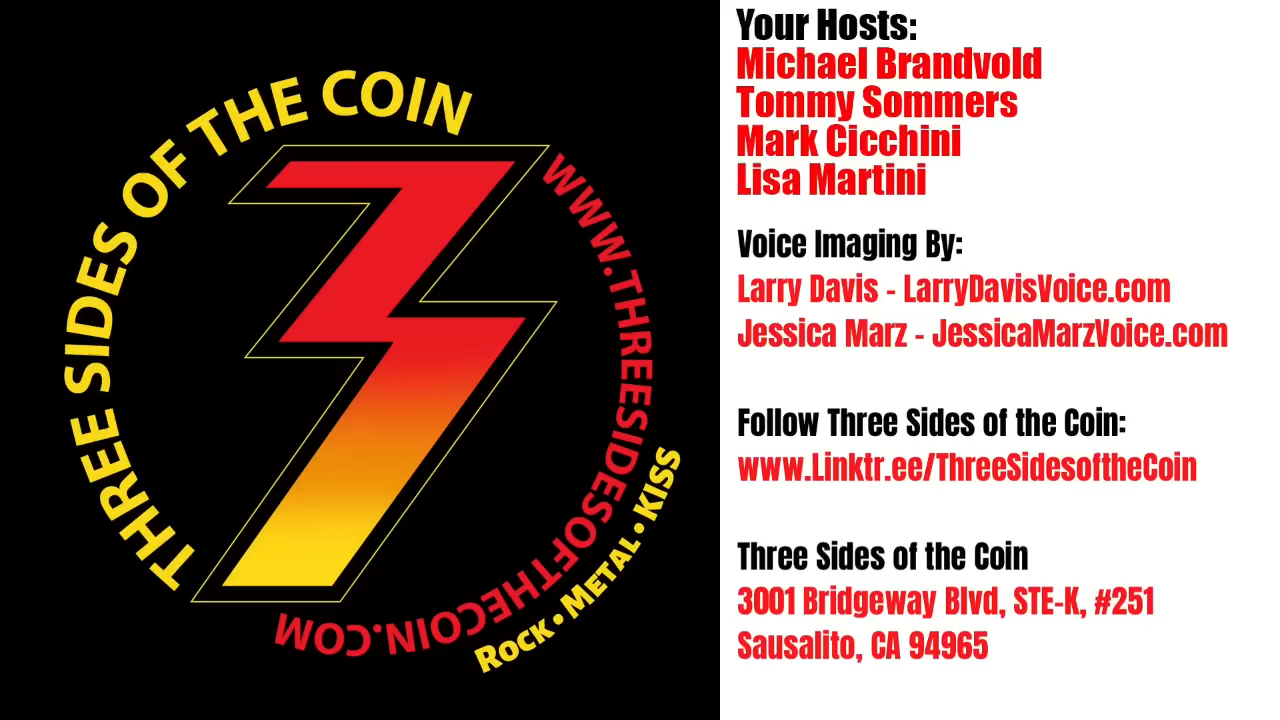 THREE SIDES OF THE COIN
WWW.THREESIDESOFTHECOIN.COM
ROCK • METAL • KISS
Your Hosts:
Michael Brandvold
Tommy Sommers
Mark Cicchini
Lisa Martini
Voice Imaging By:
Larry Davis - LarryDavisVoice.com
Jessica Marz - JessicaMarzVoice.com
Follow Three Sides of the Coin:
www.Linktr.ee/ThreeSidesoftheCoin
Three Sides of the Coin
3001 Bridgeway Blvd, STE-K, #251
Sausalito, CA 94965